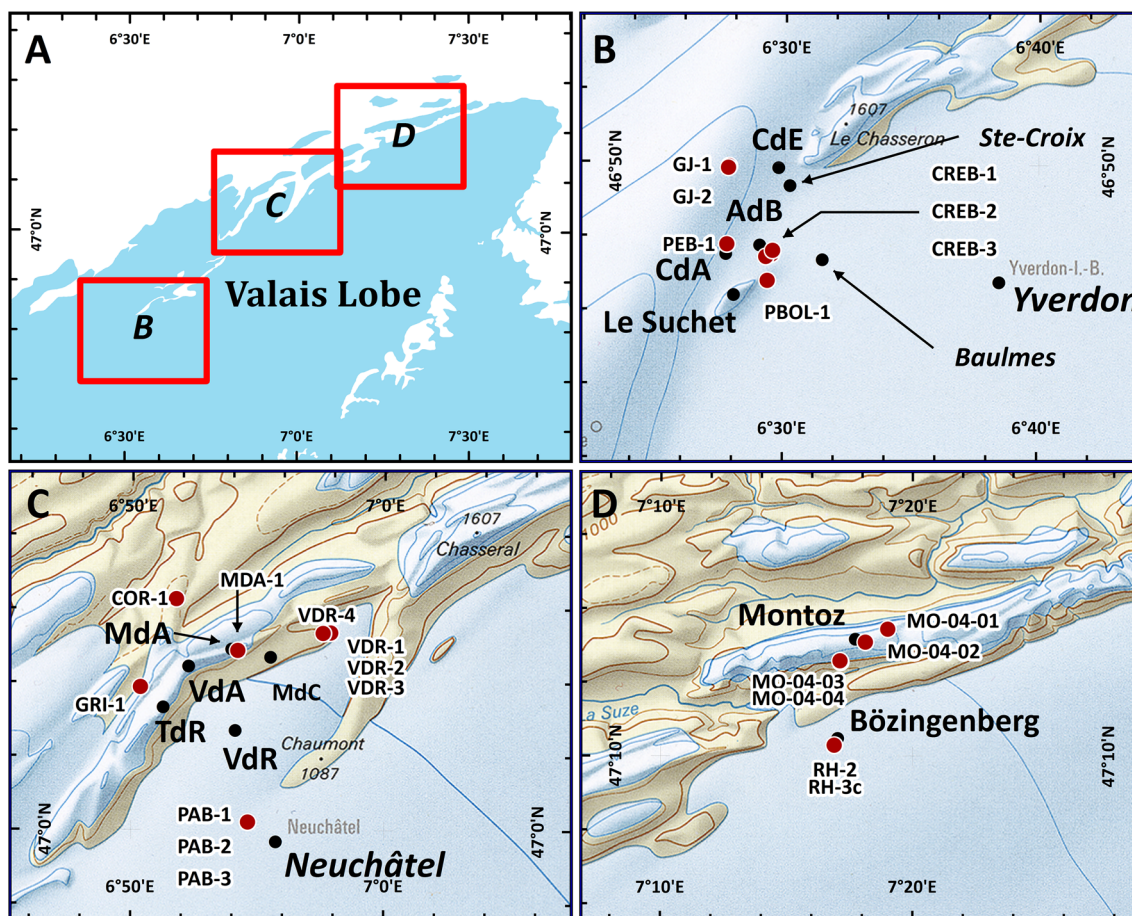 A
6°30'E
7°0'E
7°30'E
D
C
47°0'N
47°0'N
Valais Lobe
B
6°30'E
7°0'E
7°30'E
B
6°30'E
6°40'E
1607
Le Chasseron
46°50'N
46°50'N
CdE
Ste-Croix
GJ-1
GJ-2
CREB-1
AdB
CREB-2
PEB-1
CREB-3
CdA
Yverdon-l.-B.
Yverdon
Le Suchet
PBOL-1
Baulmes
6°30'E
6°40'E
C
6°50'E
7°0'E
1607
Chasseral
MDA-1
COR-1
VDR-4
MdA
VDR-1
VDR-2
VDR-3
VdA
MdC
GRI-1
TdR
VdR
Chaumont
1087
PAB-1
Neuchâtel
47°0'N
47°0'N
PAB-2
Neuchâtel
PAB-3
6°50'E
7°0'E
D
7°10'E
7°20'E
1000
Montoz
MO-04-01
MO-04-02
MO-04-03
MO-04-04
a Suze
Bözingenberg
47°10'N
47°10'N
RH-2
RH-3c
7°10'E
7°20'E